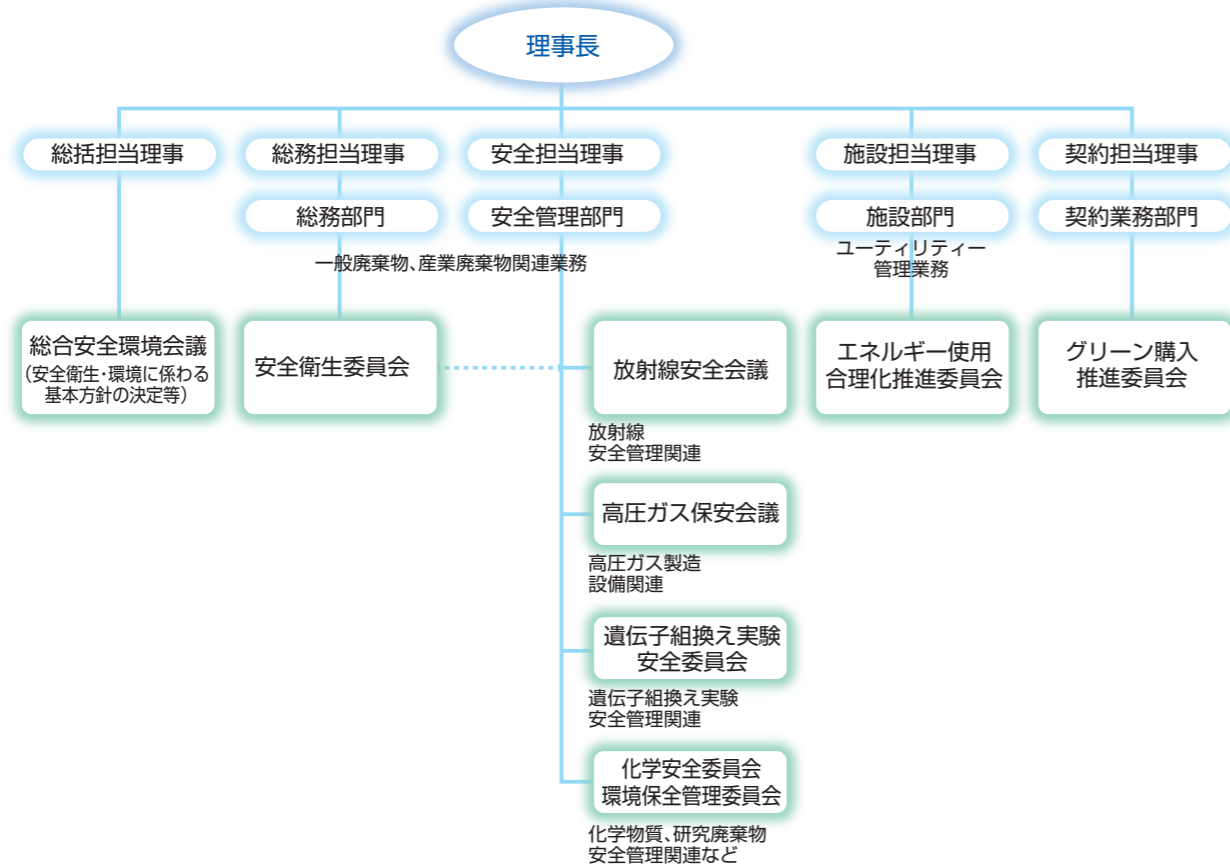 理事長
総括担当理事
総務担当理事
安全担当理事
施設担当理事
契約担当理事
総務部門
安全管理部門
施設部門
契約業務部門
一般廃棄物、産業廃棄物関連業務
ユーティリティー
管理業務
総合安全環境会議
(安全衛生・環境に係わる
基本方針の決定等)
安全衛生委員会
放射線安全会議
エネルギー使用
合理化推進委員会
グリーン購入
推進委員会
放射線
安全管理関連
高圧ガス保安会議
高圧ガス製造
設備関連
遺伝子組換え実験
安全委員会
遺伝子組換え実験
安全管理関連
化学安全委員会
環境保全管理委員会
化学物質、研究廃棄物
安全管理関連など